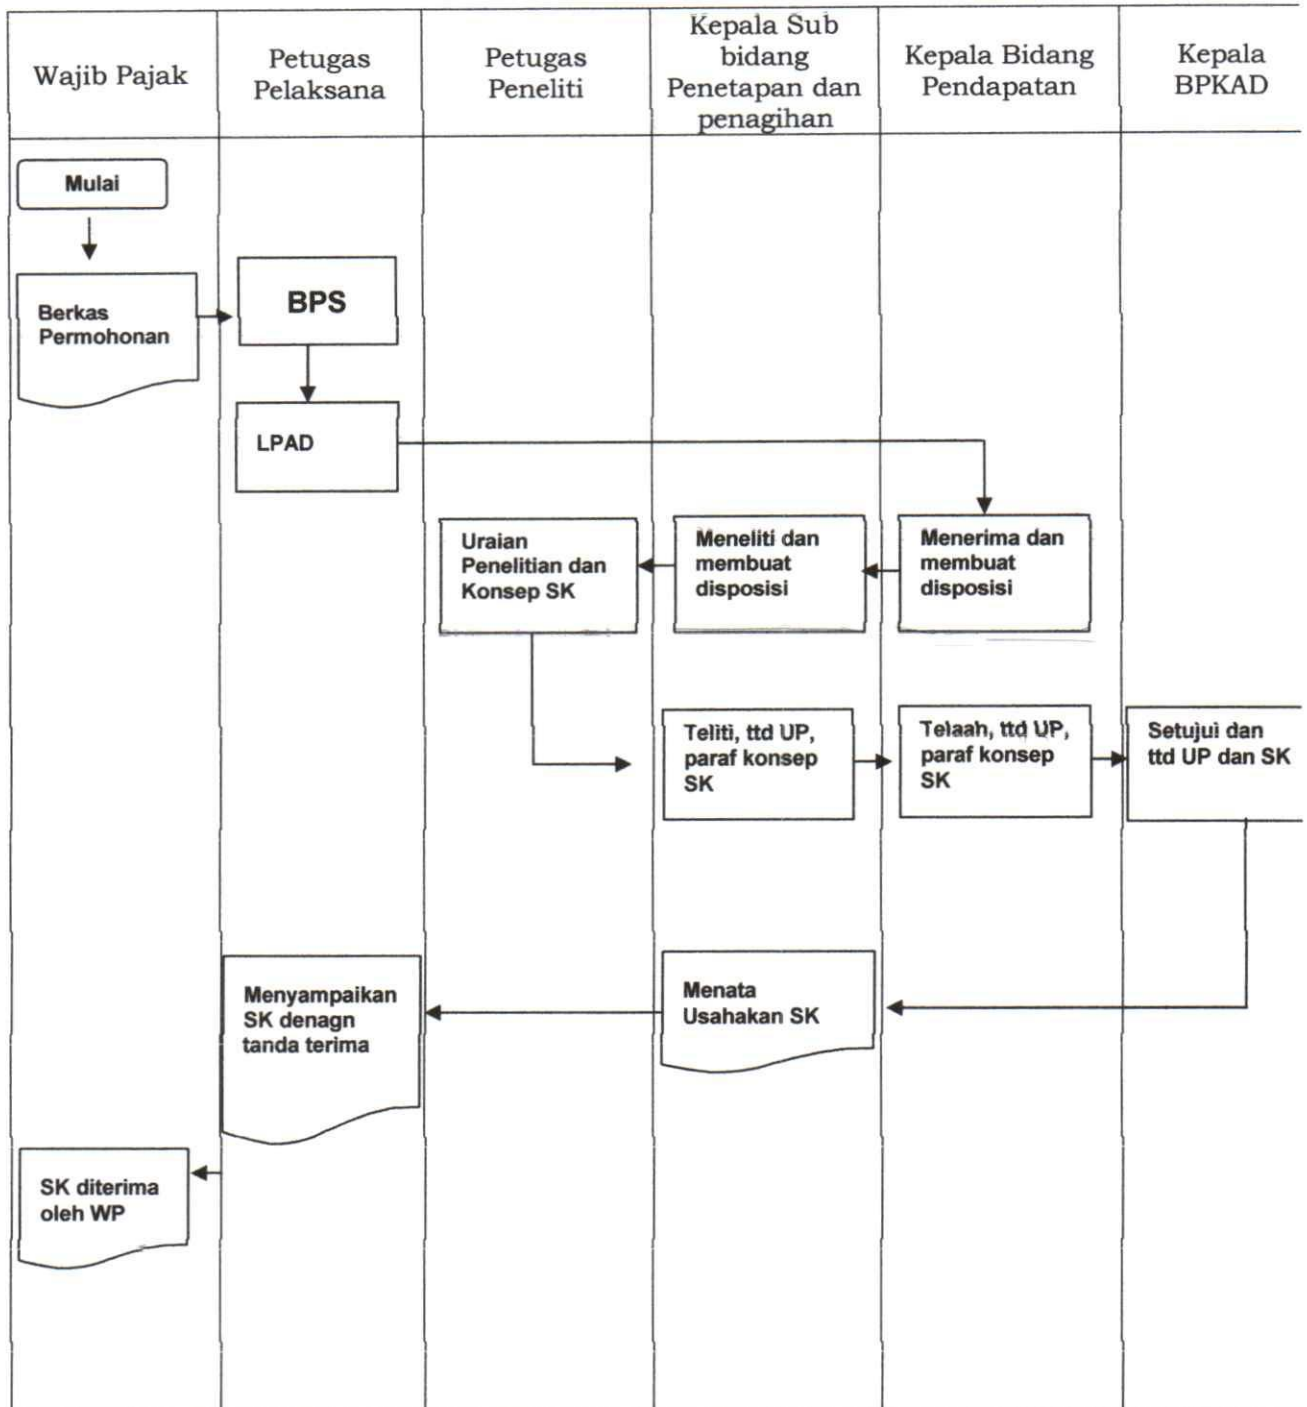 Wajib Pajak
Petugas
Pelaksana
Petugas
Peneliti
Kepala Sub
bidang
Penetapan dan
penagihan
Kepala Bidang
Pendapatan
Kepala
BPKAD
Mulai
Berkas
Permohonan
BPS
LPAD
Uraian
Penelitian dan
Konsep SK
Meneliti dan
membuat
disposisi
Menerima dan
membuat
disposisi
Teliti, ttd UP,
paraf konsep
SK
Telaah, ttd UP,
paraf konsep
SK
Setujui dan
ttd UP dan SK
Menyampaikan
SK denagn
tanda terima
Menata
Usahakan SK
SK diterima
oleh WP